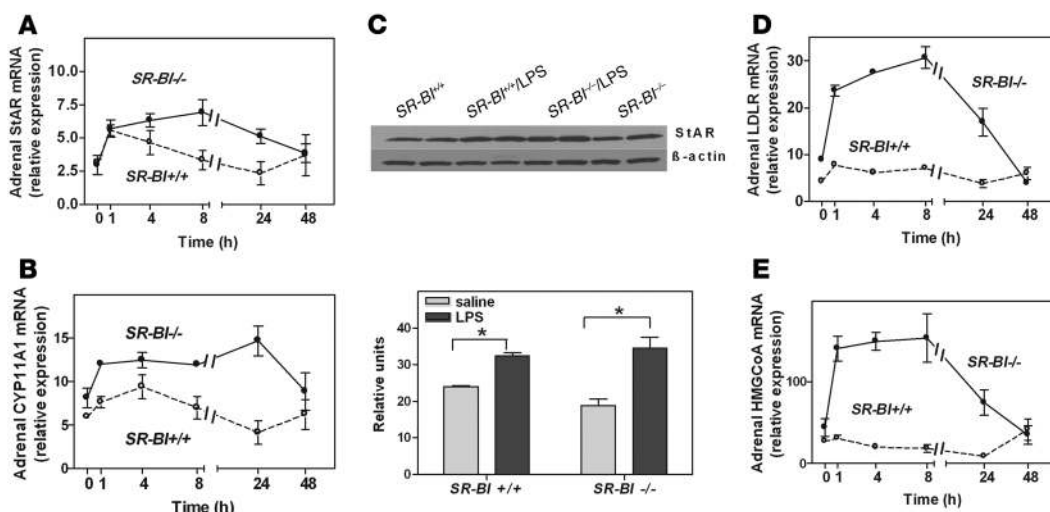 A
Adrenal StAR mRNA
(relative expression)
10.0
7.5
5.0
2.5
0.0
SR-BI-/-
SR-BI+/+
0 1 4 8 24 48
Time (h)
B
Adrenal CYP11A1 mRNA
(relative expression)
15
10
5
0
SR-BI-/-
SR-BI+/+
0 1 4 8 24 48
Time (h)
C
SR-BI+/+ SR-BI+/+/LPS SR-BI-/-/LPS SR-BI-/-
StAR
ß-actin
saline
LPS
Relative units
40
30
20
10
0
* *
SR-BI +/+ SR-BI -/-
D
Adrenal LDLR mRNA
(relative expression)
30
20
10
0
SR-BI-/-
SR-BI+/+
0 1 4 8 24 48
Time (h)
E
Adrenal HMGCoA mRNA
(relative expression)
100
0
SR-BI-/-
SR-BI+/+
0 1 4 8 24 48
Time (h)